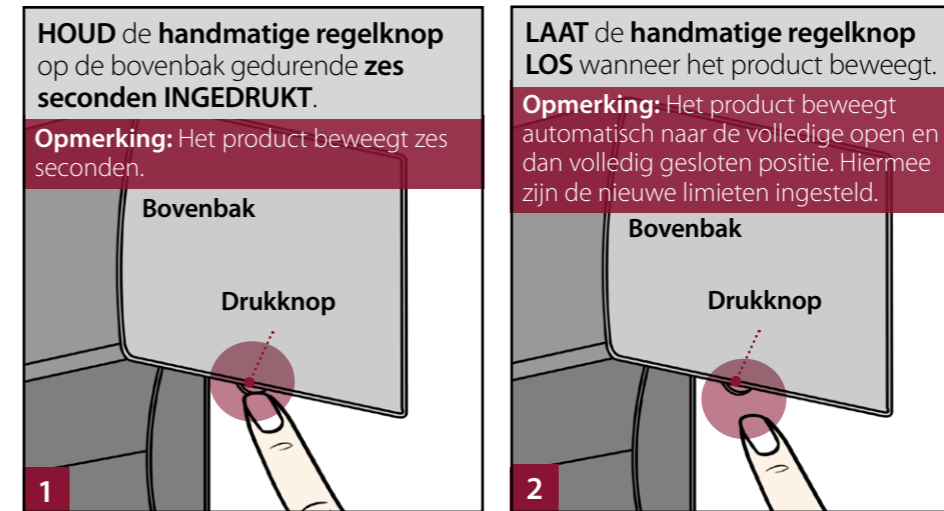 HOUD de handmatige regelknop
op de bovenbak gedurende zes
seconden INGEDRUKT.
Opmerking: Het product beweegt zes
seconden.
Bovenbak
Drukknop
1
LAAT de handmatige regelknop
LOS wanneer het product beweegt.
Opmerking: Het product beweegt
automatisch naar de volledige open en
dan volledig gesloten positie. Hiermee
zijn de nieuwe limieten ingesteld.
Bovenbak
Drukknop
2